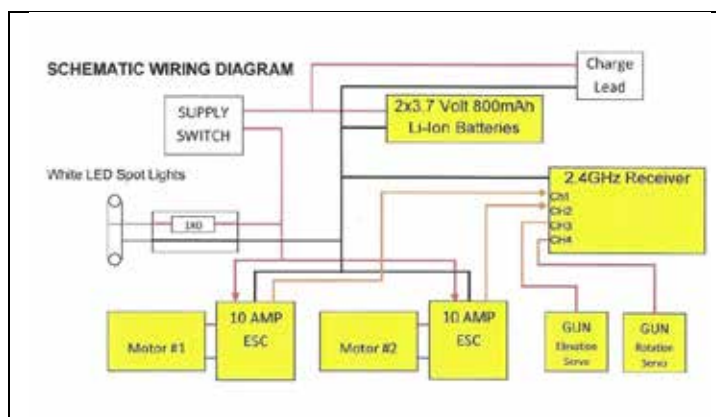 SCHEMATIC WIRING DIAGRAM
Charge
Lead
SUPPLY
SWITCH
2x3.7 Volt 800mAh
Li-Ion Batteries
White LED Spot Lights
2.4GHz Receiver
Ch1
CH2
CH3
CH4
10 AMP
ESC
Motor #1
10 AMP
ESC
Motor #2
GUN
Elevation
Servo
GUN
Rotation
Servo